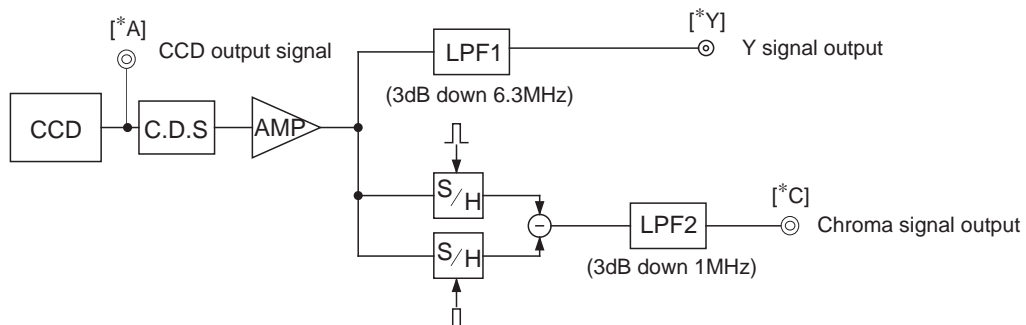 [*A]
CCD output signal
[*Y]
Y signal output
LPF1
(3dB down 6.3MHz)
CCD
C.D.S
AMP
S/H
[*C]
Chroma signal output
LPF2
(3dB down 1MHz)
S/H